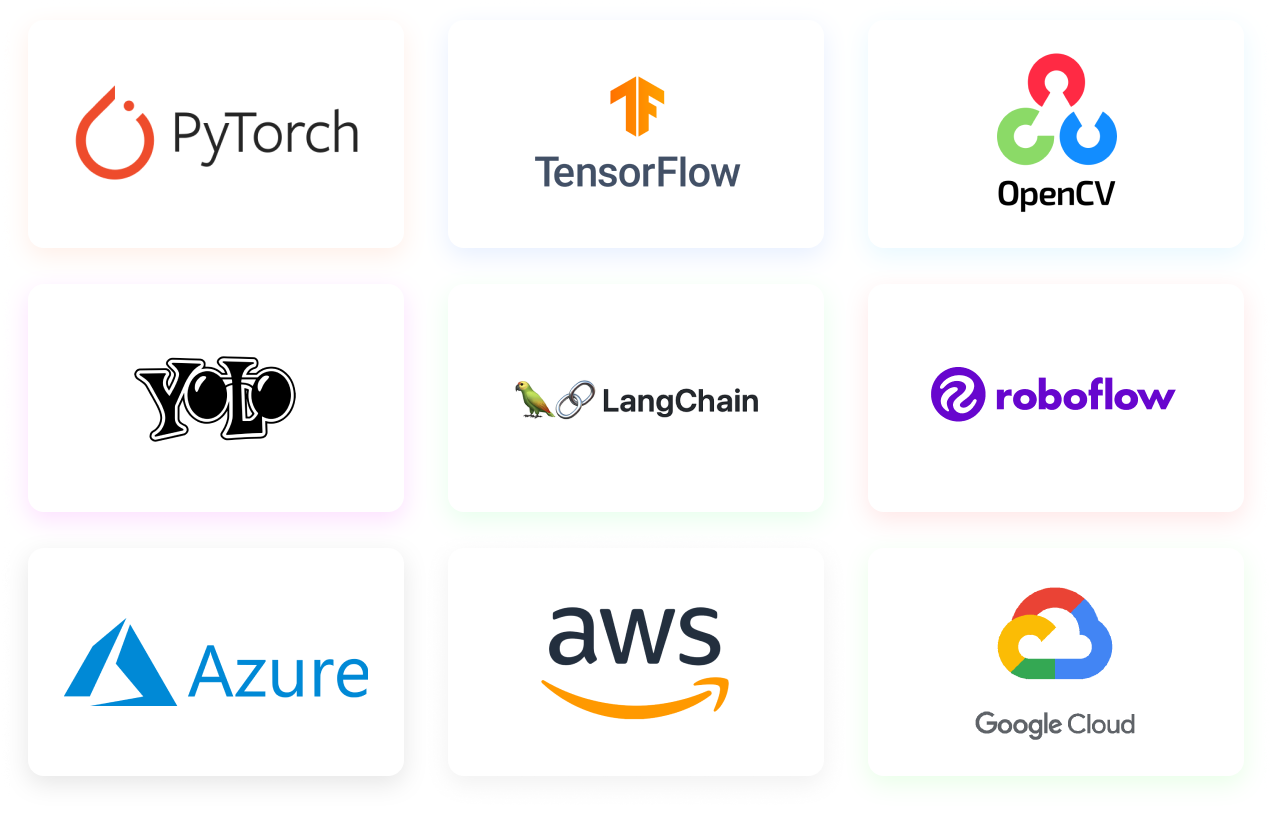 PyTorch
TensorFlow
OpenCV
YOLO
LangChain
roboflow
Azure
aws
Google Cloud